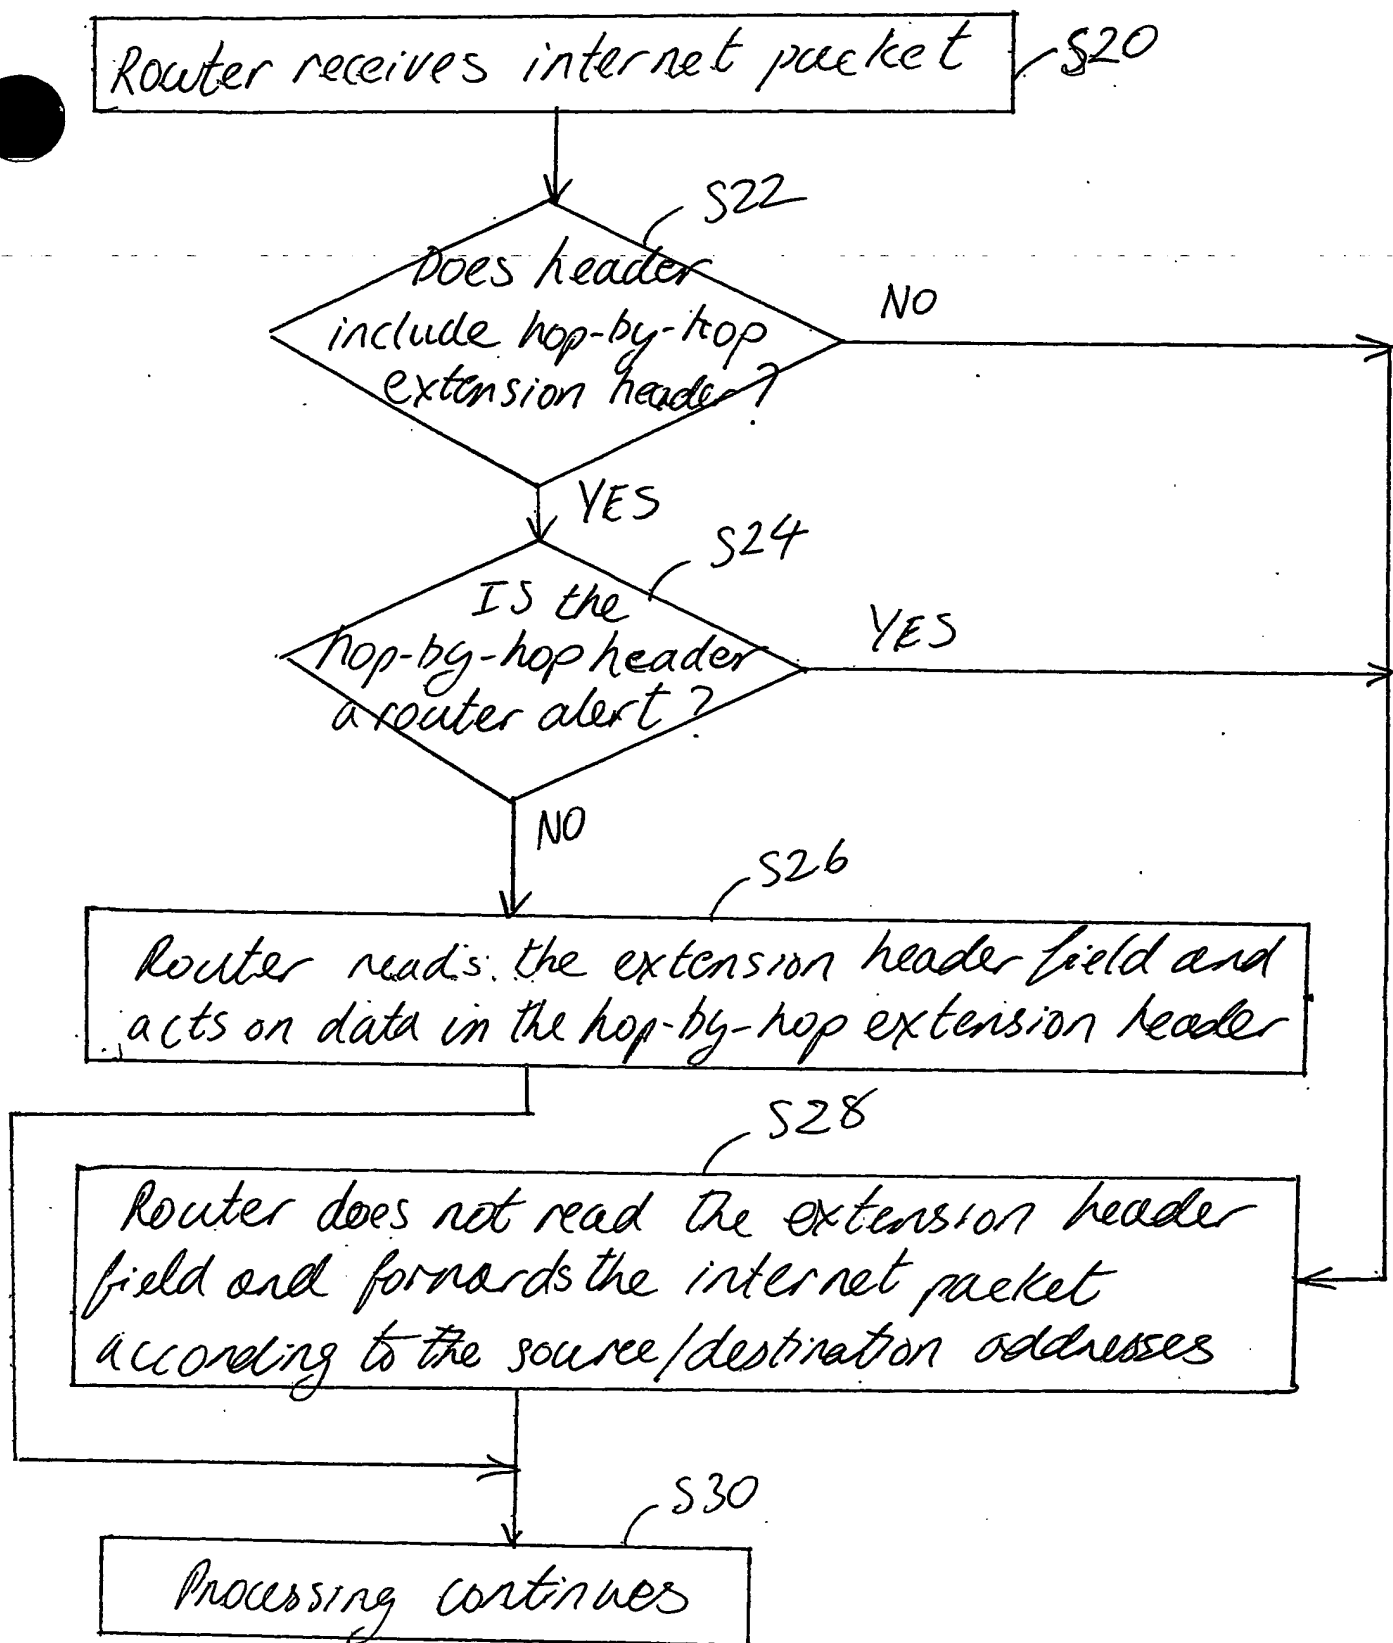 Router receives internet packet
S20
S22
Does header
include hop-by-hop
extension header?
NO
YES
S24
Is the
hop-by-hop header
a router alert?
YES
NO
S26
Router reads the extension header field and
acts on data in the hop-by-hop extension header
S28
Router does not read the extension header
field and forwards the internet packet
according to the source/destination addresses
S30
Processing continues